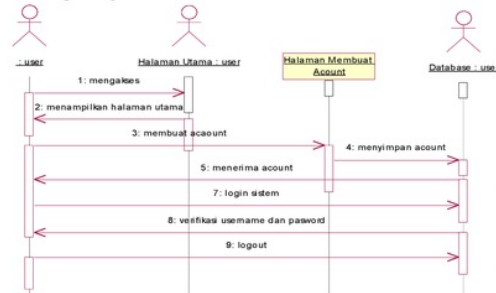 : user
Halaman Utama : user
Halaman Membuat
Acount
Database : use
1: mengakses
2: menampilkan halaman utama
3: membuat acaount
4: menyimpan acount
5: menerima acount
7: login sistem
8: verifikasi username dan pasword
9: logout